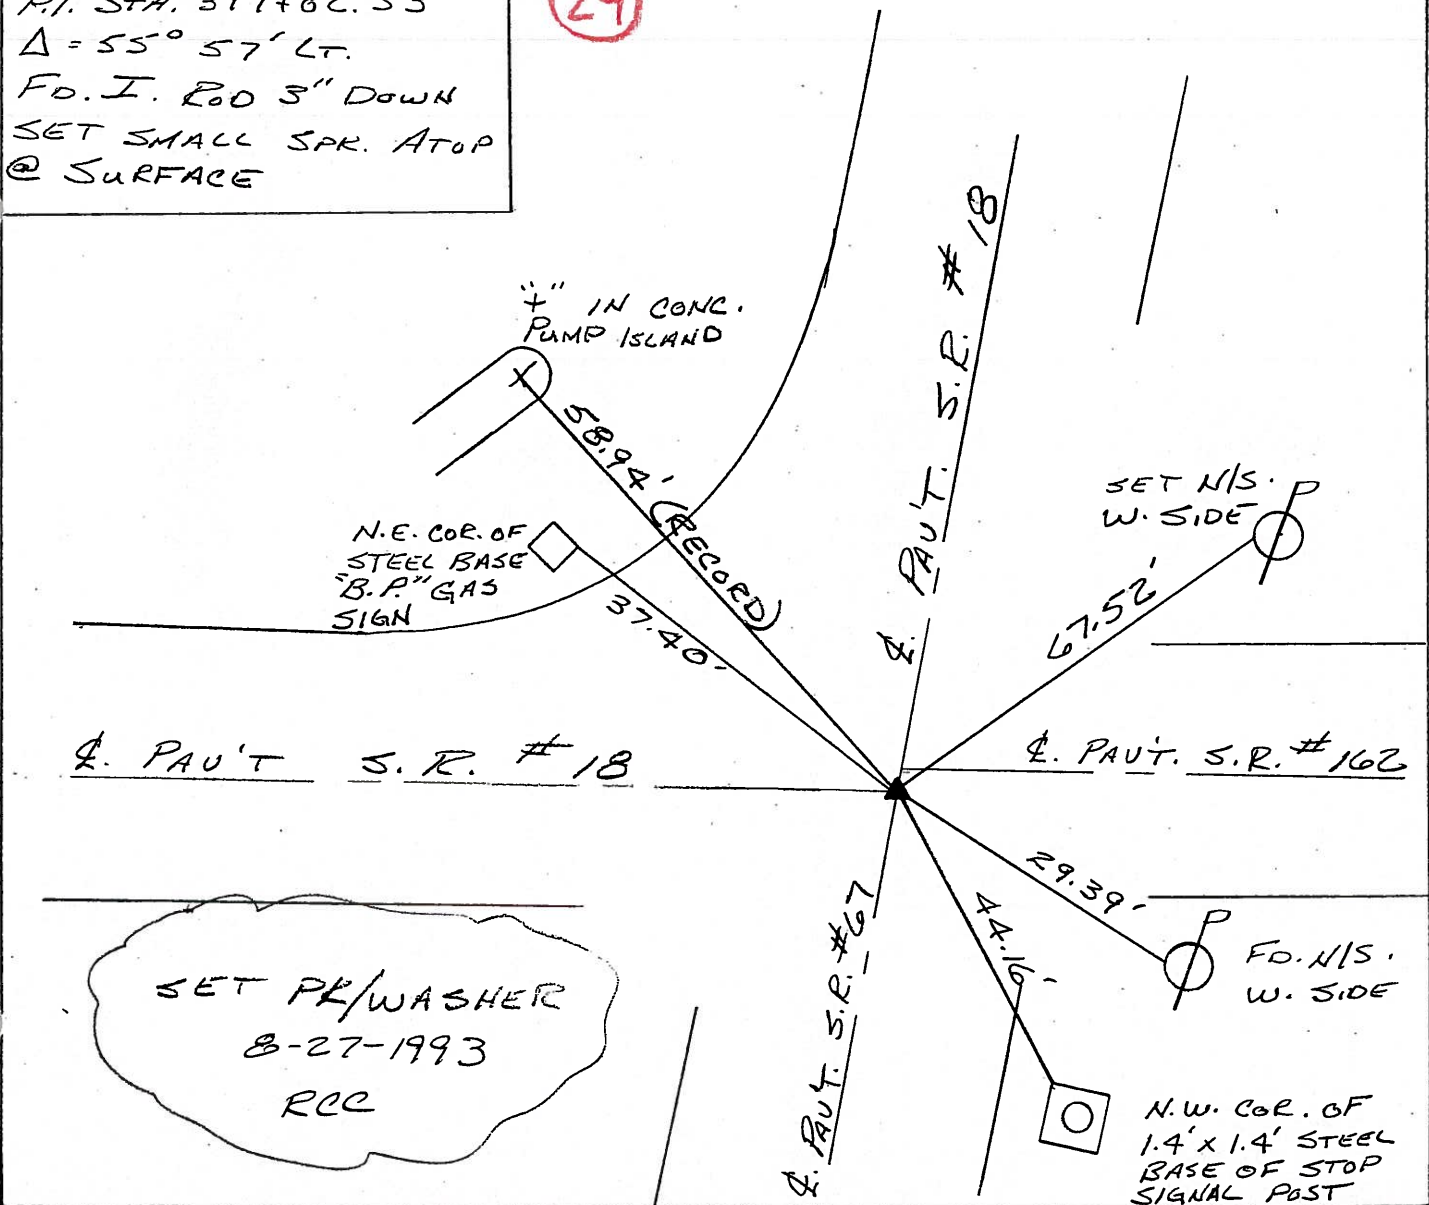 Δ = 55° 57' LT.
FD. I. ROD 3" DOWN
SET SMALL SPK. ATOP
@ SURFACE
24
"+" IN CONC.
PUMP ISLAND
58.94' (RECORD)
N.E. COR. OF
STEEL BASE
"B.P." GAS
SIGN
37.40'
℄. PAV'T. S.R. # 18
SET N/S.
W. SIDE
P
67.52'
℄. PAV'T S.R. # 18
℄. PAV'T. S.R. # 162
29.39'
44.16'
P
FD. N/S.
W. SIDE
℄. PAV'T. S.R. #67
SET PK/WASHER
8-27-1993
RCC
N.W. COR. OF
1.4' x 1.4' STEEL
BASE OF STOP
SIGNAL POST